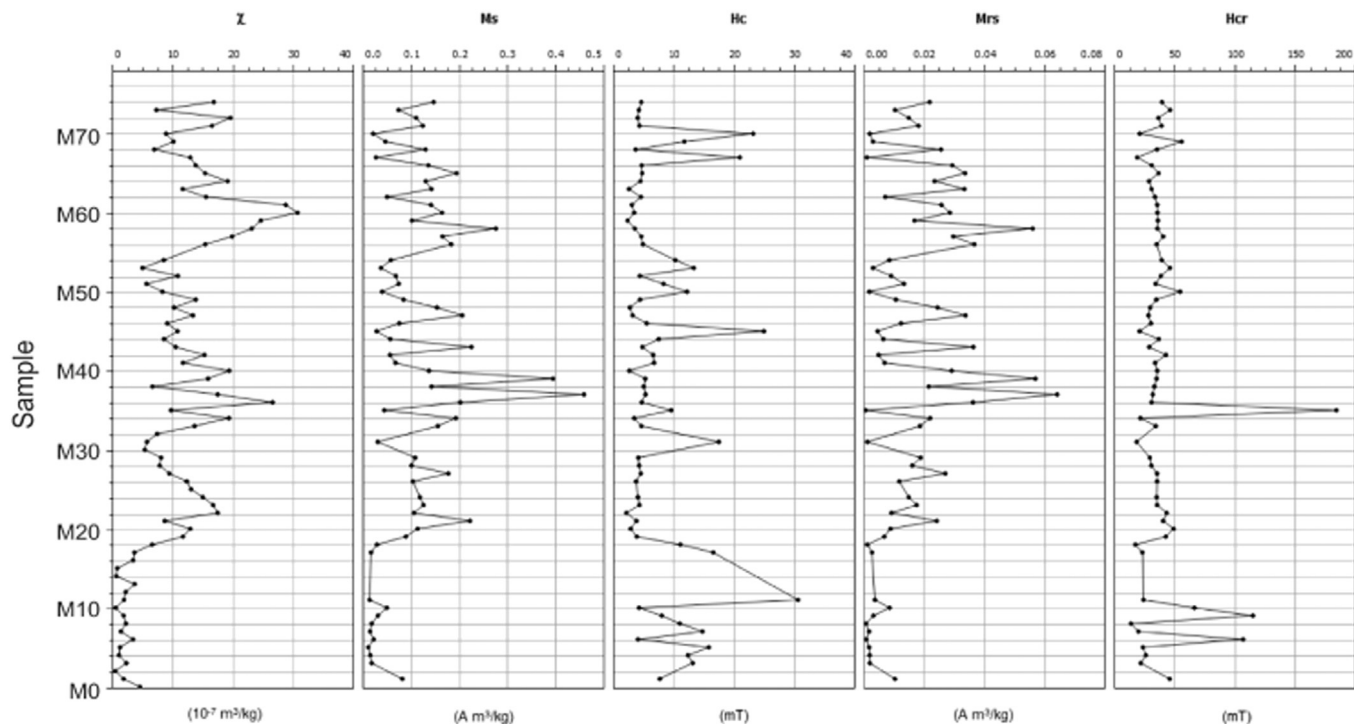 χ Ms Hc Mrs Hcr
0 10 20 30 40 0.0 0.1 0.2 0.3 0.4 0.5 0 10 20 30 40 0.00 0.02 0.04 0.06 0.08 0 50 100 150 200
M70
M60
M50
M40
M30
M20
M10
M0
Sample
(10⁻⁷ m³/kg) (A m³/kg) (mT) (A m³/kg) (mT)